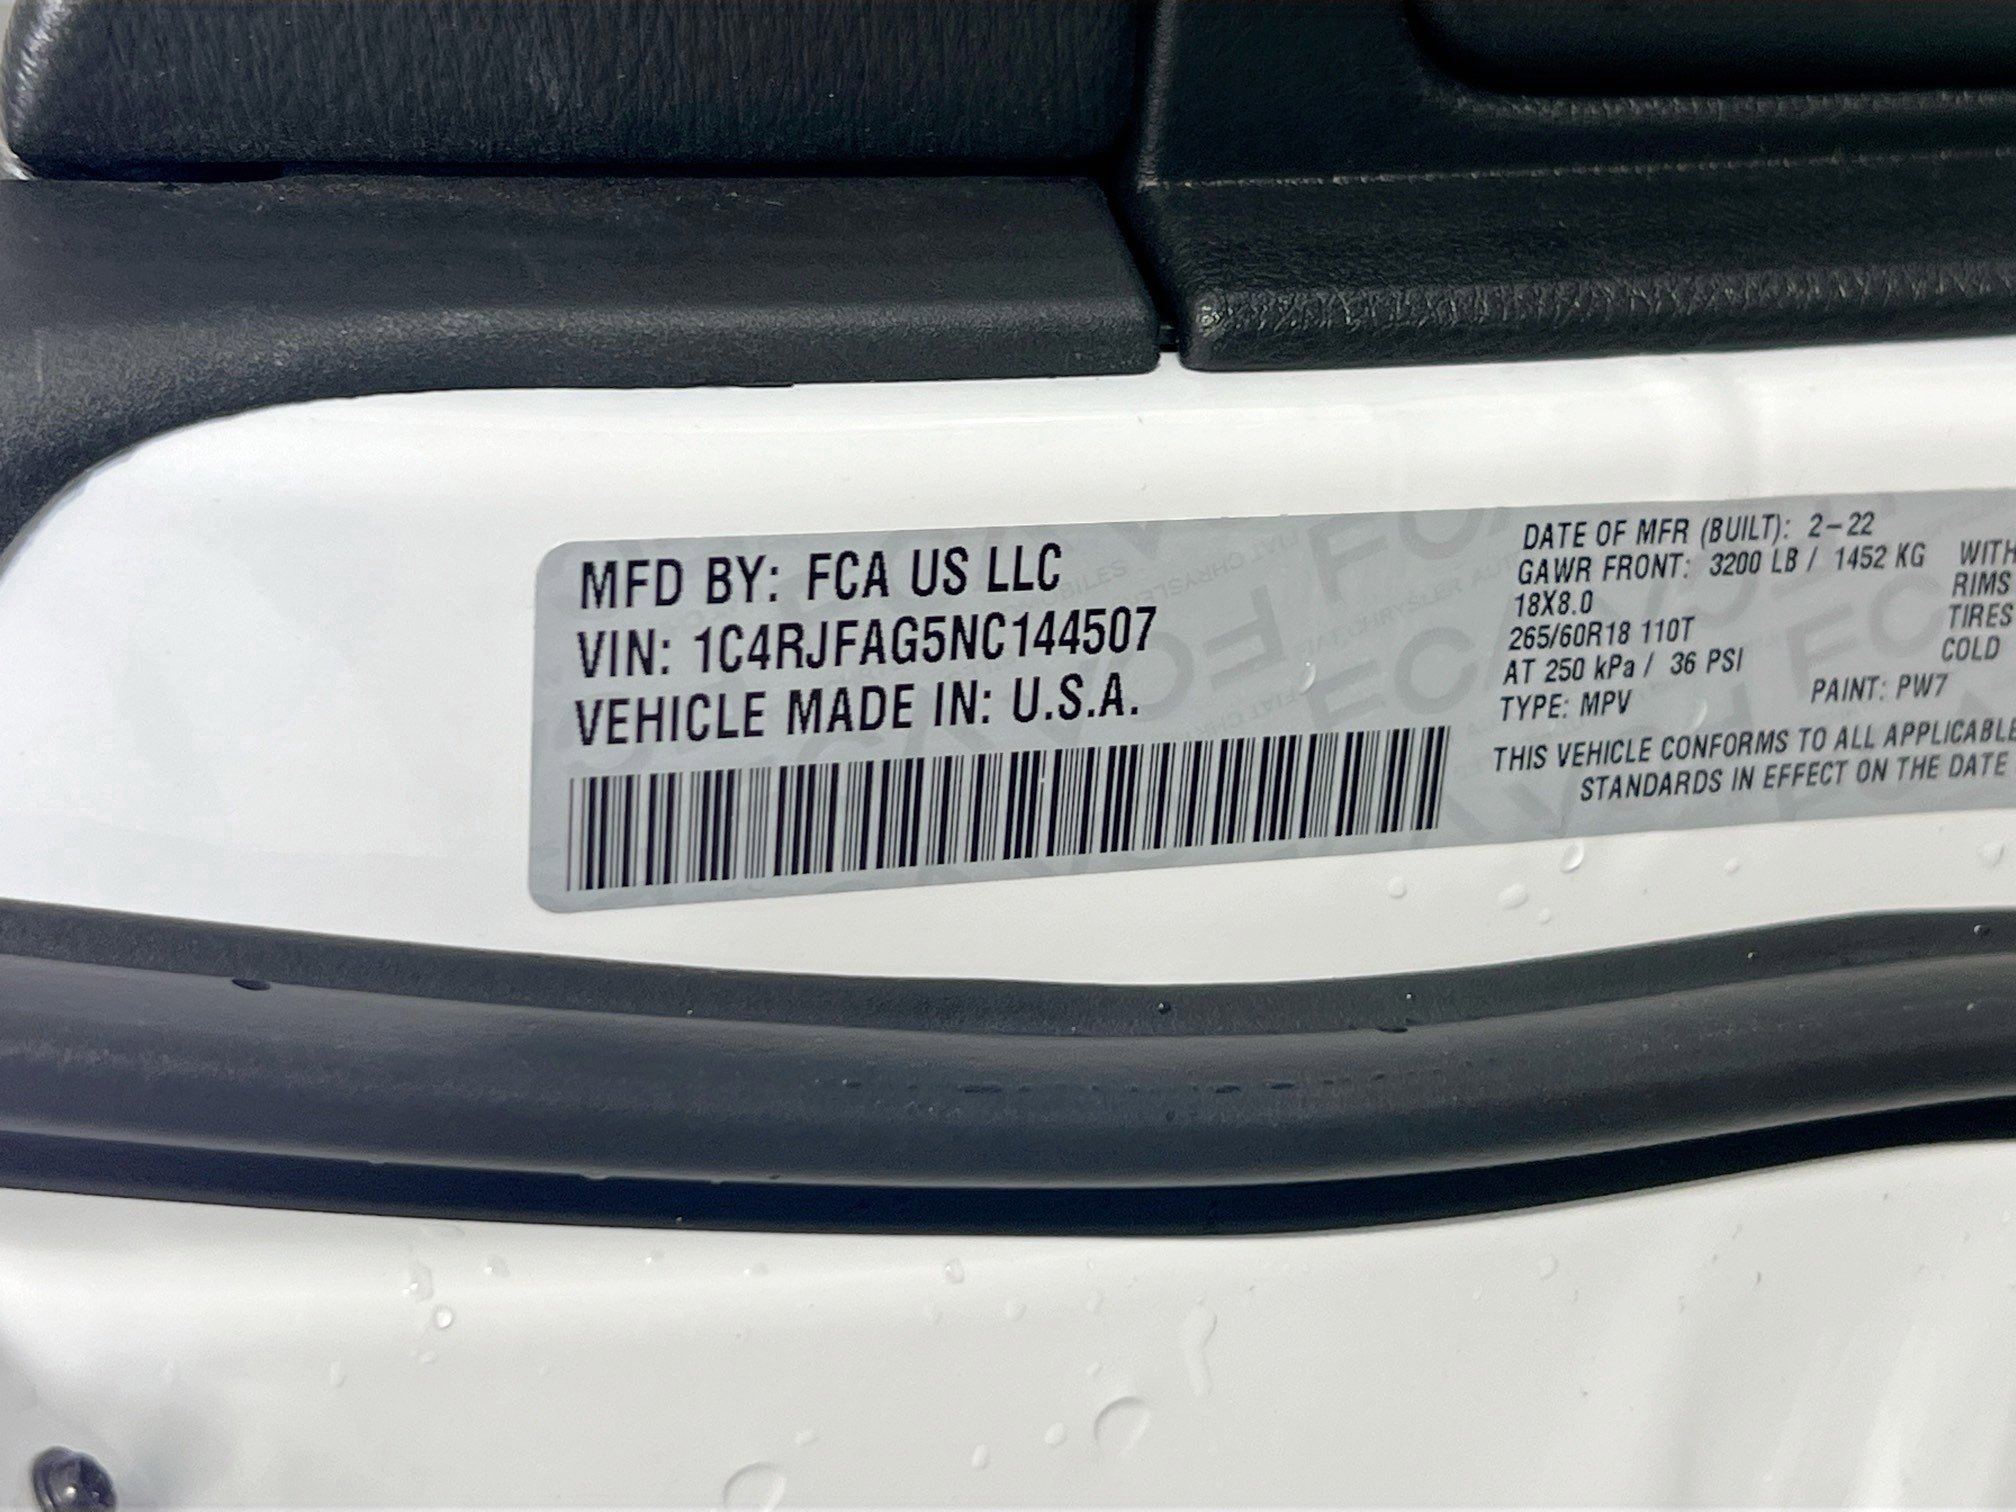 MFD BY: FCA US LLC
VIN: 1C4RJFAG5NC144507
VEHICLE MADE IN: U.S.A.
DATE OF MFR (BUILT): 2-22
GAWR FRONT: 3200 LB / 1452 KG WITH
18X8.0 RIMS
265/60R18 110T TIRES
AT 250 kPa / 36 PSI COLD
TYPE: MPV PAINT: PW7
THIS VEHICLE CONFORMS TO ALL APPLICABLE
STANDARDS IN EFFECT ON THE DATE